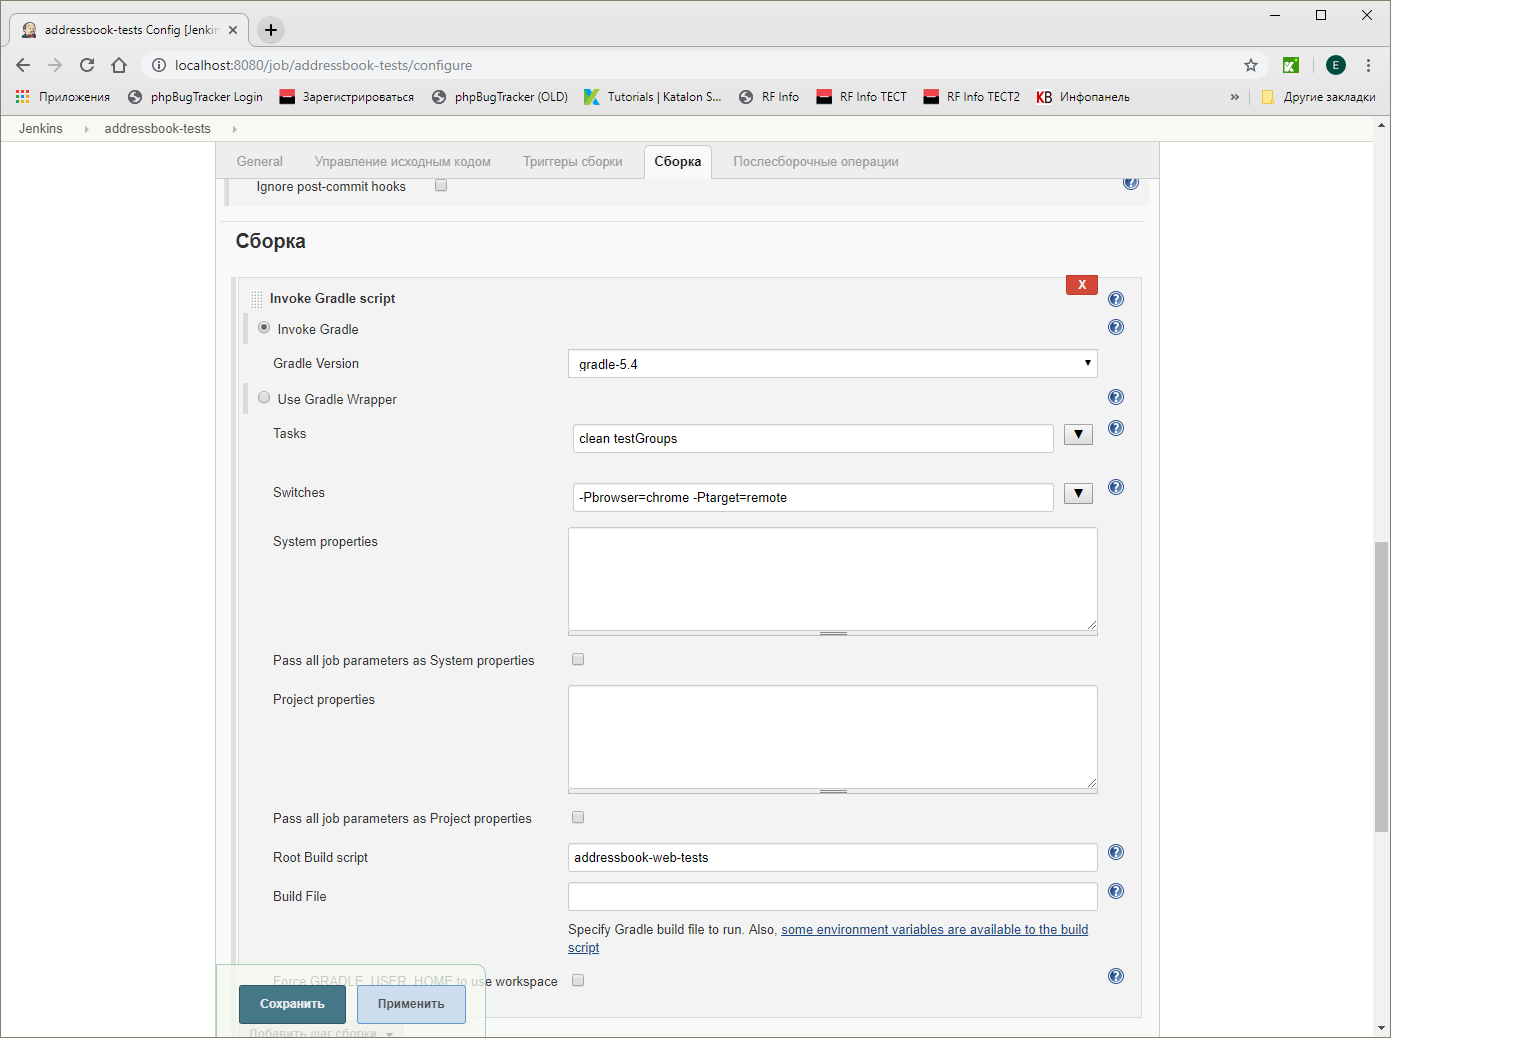 addressbook-tests Config [Jenkin
localhost:8080/job/addressbook-tests/configure
E
Приложения phpBugTracker Login Зарегистрироваться phpBugTracker (OLD) Tutorials | Katalon S... RF Info RF Info ТЕСТ RF Info ТЕСТ2 KB Инфопанель » Другие закладки
Jenkins addressbook-tests
General Управление исходным кодом Триггеры сборки Сборка Послесборочные операции
Ignore post-commit hooks
Сборка
X
Invoke Gradle script
Invoke Gradle
Gradle Version gradle-5.4
Use Gradle Wrapper
Tasks clean testGroups
Switches -Pbrowser=chrome -Ptarget=remote
System properties
Pass all job parameters as System properties
Project properties
Pass all job parameters as Project properties
Root Build script addressbook-web-tests
Build File
Specify Gradle build file to run. Also, some environment variables are available to the build
script
Force GRADLE_USER_HOME to use workspace
Сохранить Применить
Добавить шаг сборки